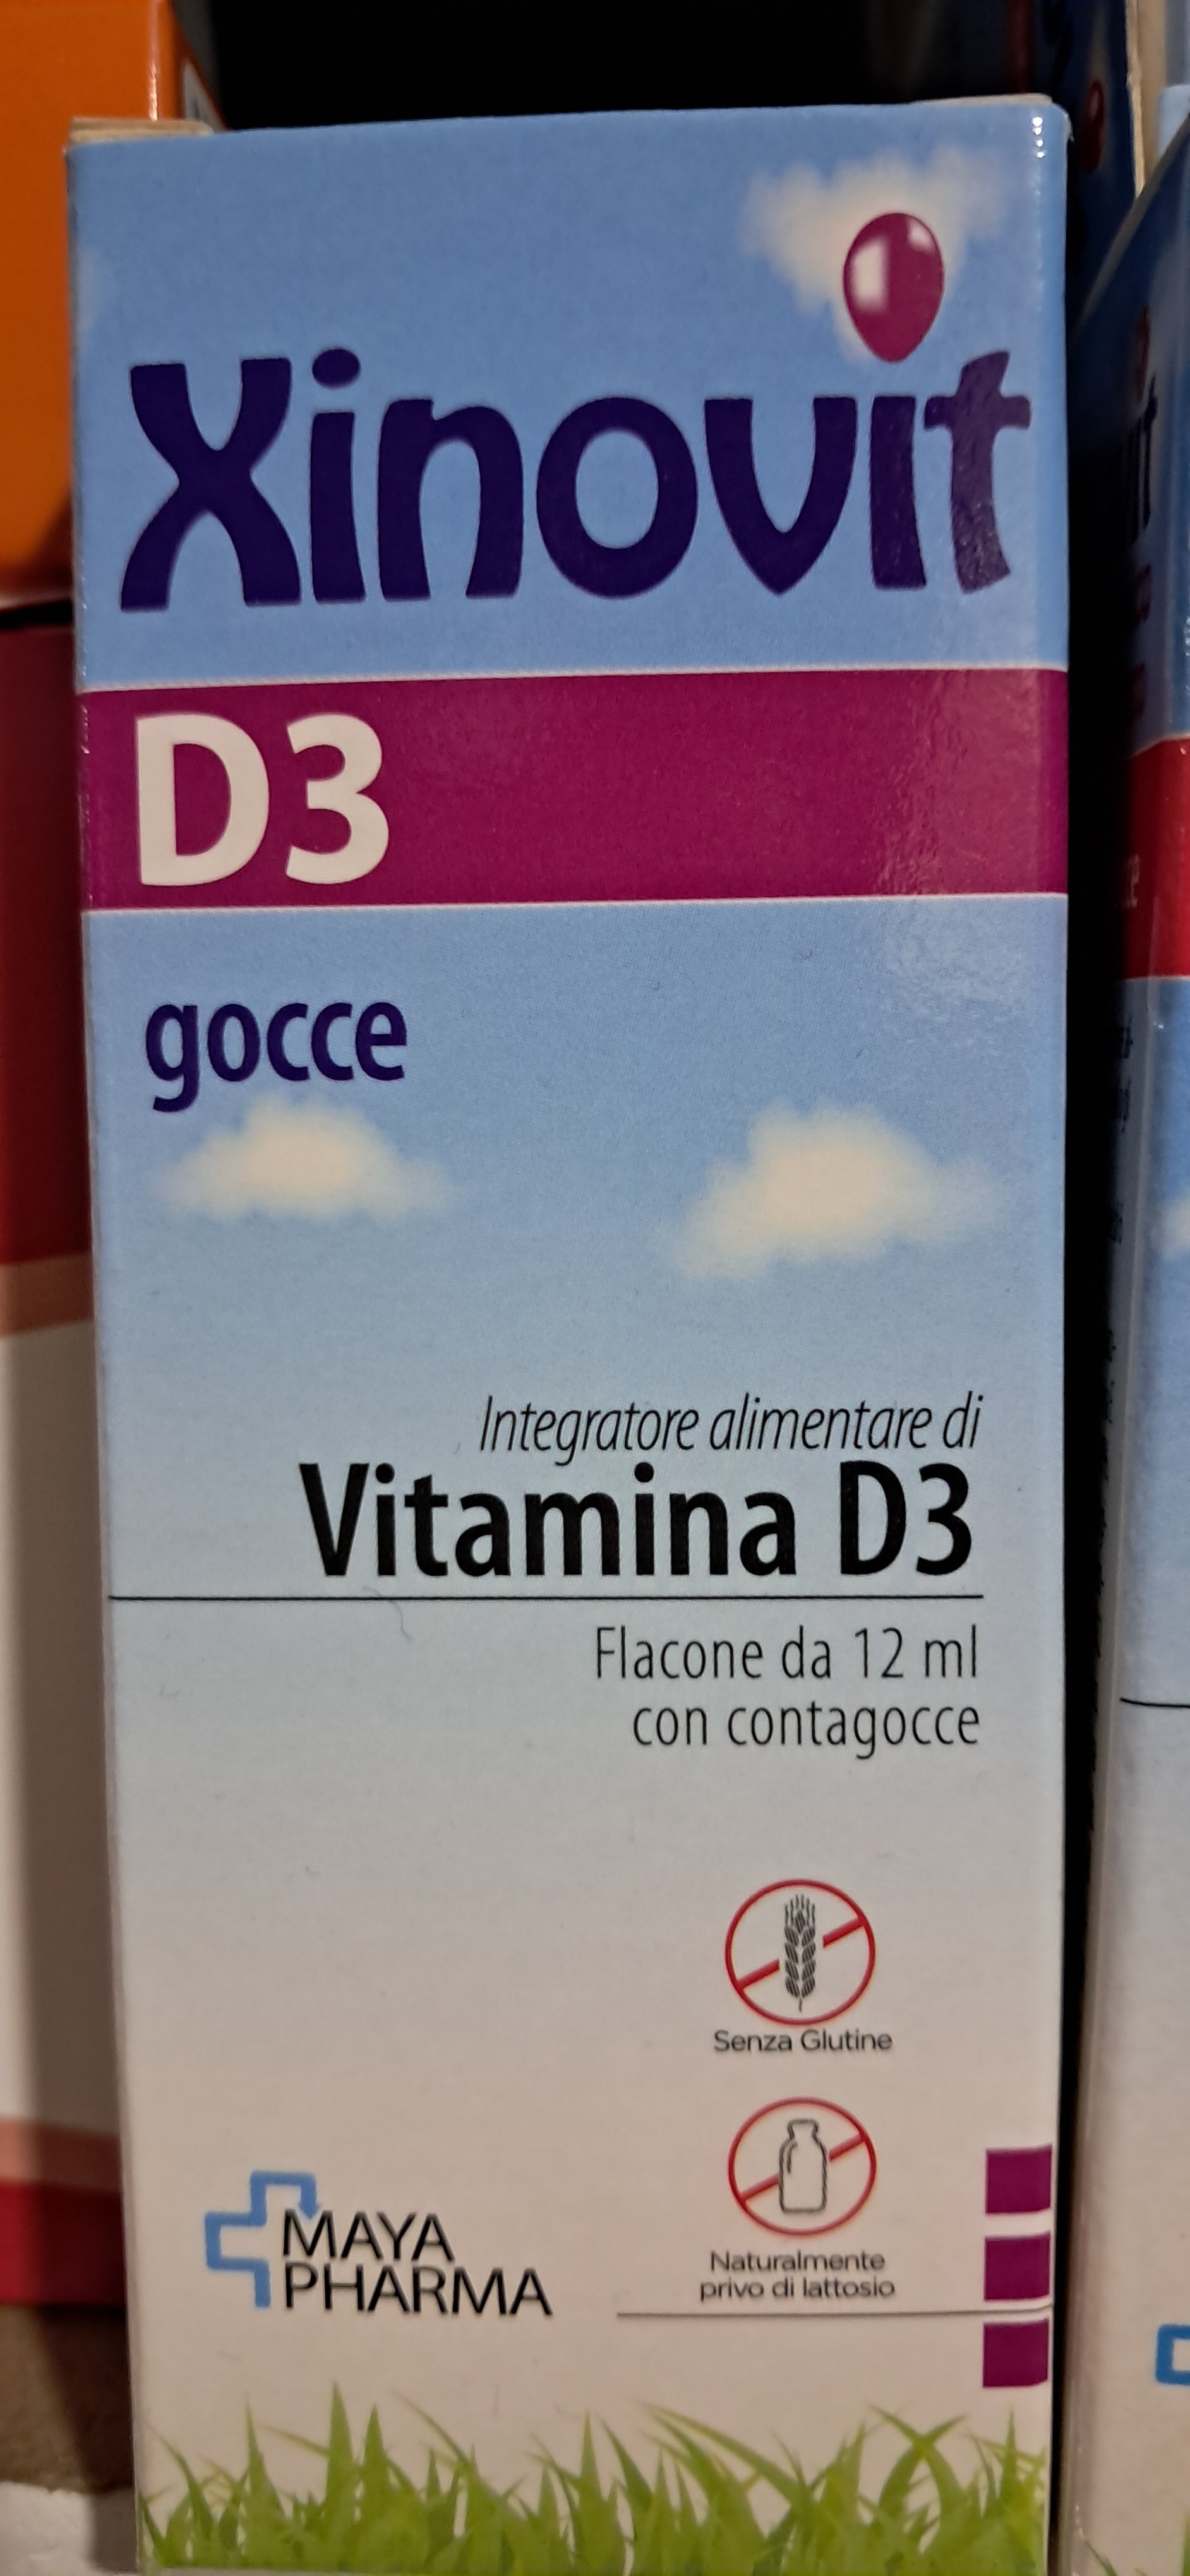 Xinovit
D3
gocce
Integratore alimentare di
Vitamina D3
Flacone da 12 ml
con contagocce
Senza Glutine
Naturalmente
privo di lattosio
MAYA
PHARMA